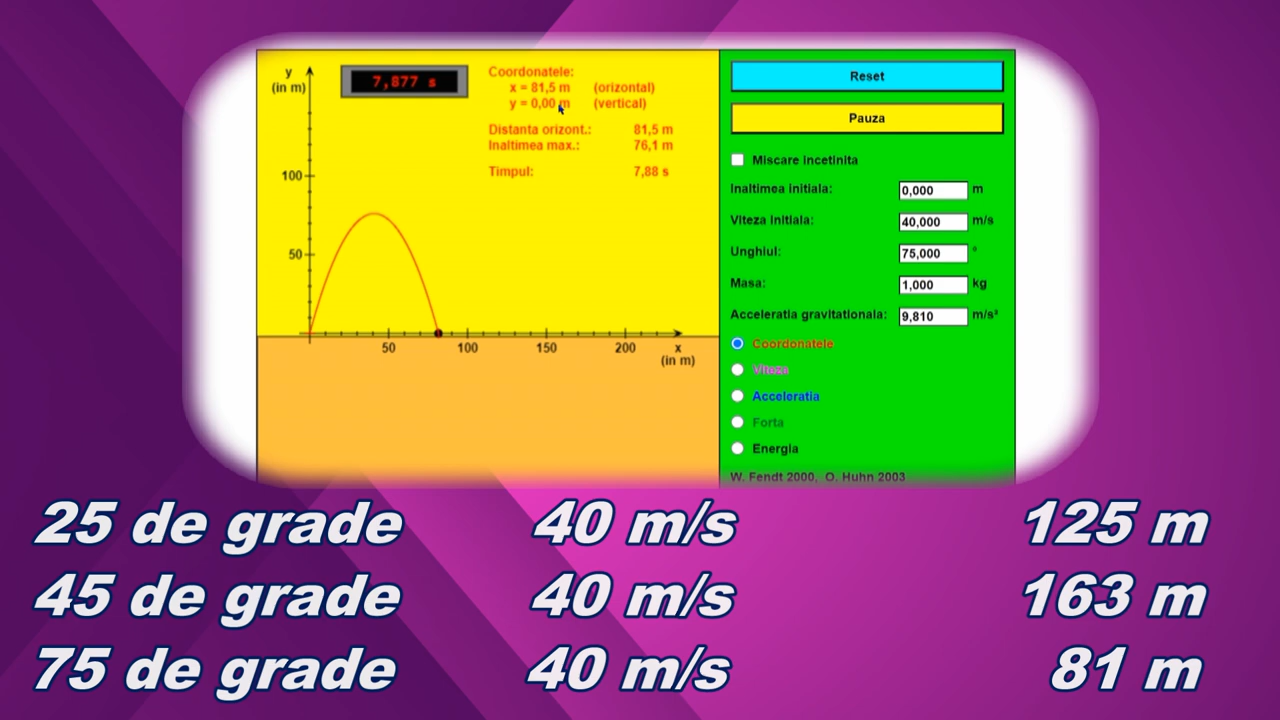 y
(in m)
7,877 s
Coordonatele:
x = 81,5 m (orizontal)
y = 0,00 m (vertical)
Distanta orizont.: 81,5 m
Inaltimea max.: 76,1 m
Timpul: 7,88 s
100
50
50 100 150 200 x
(in m)
Reset
Pauza
Miscare incetinita
Inaltimea initiala: 0,000 m
Viteza initiala: 40,000 m/s
Unghiul: 75,000 °
Masa: 1,000 kg
Acceleratia gravitationala: 9,810 m/s²
Coordonatele
Viteza
Acceleratia
Forta
Energia
W. Fendt 2000, O. Huhn 2003
25 de grade 40 m/s 125 m
45 de grade 40 m/s 163 m
75 de grade 40 m/s 81 m